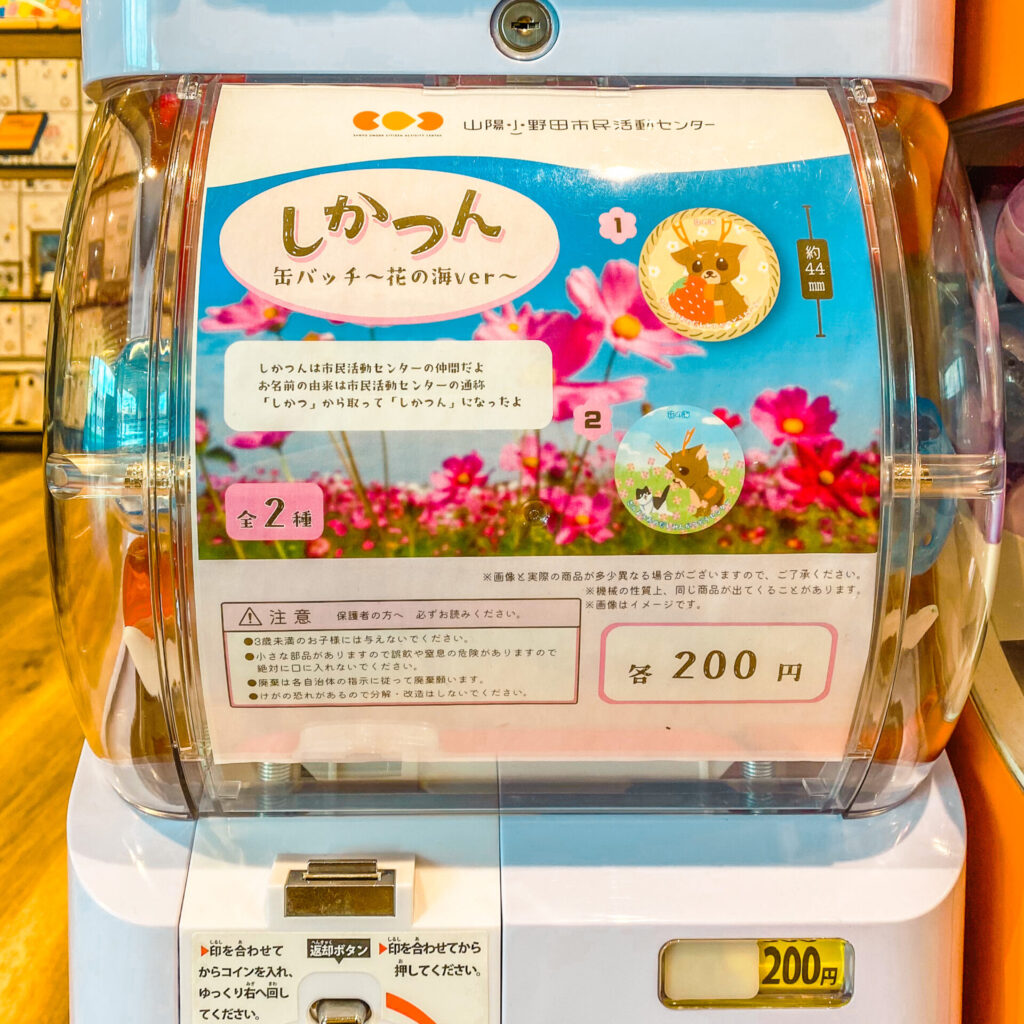 山陽小野田市民活動センター
しかつん
缶バッチ～花の海ver～
1
約44mm
しかつんは市民活動センターの仲間だよ
お名前の由来は市民活動センターの通称
「しかつ」から取って「しかつん」になったよ
2
全2種
※画像と実際の商品が多少異なる場合がございますので、ご了承ください。
※機械の性質上、同じ商品が出てくることがあります。
※画像はイメージです。
注意 保護者の方へ 必ずお読みください。
●3歳未満のお子様には与えないでください。
●小さな部品がありますので誤飲や窒息の危険がありますので
絶対に口に入れないでください。
●廃棄は各自治体の指示に従って廃棄願います。
●けがの恐れがあるので分解・改造はしないでください。
各 200 円
▶印を合わせて
からコインを入れ、
ゆっくり右へ回し
てください。
返却ボタン
▶印を合わせてから
押してください。
200円